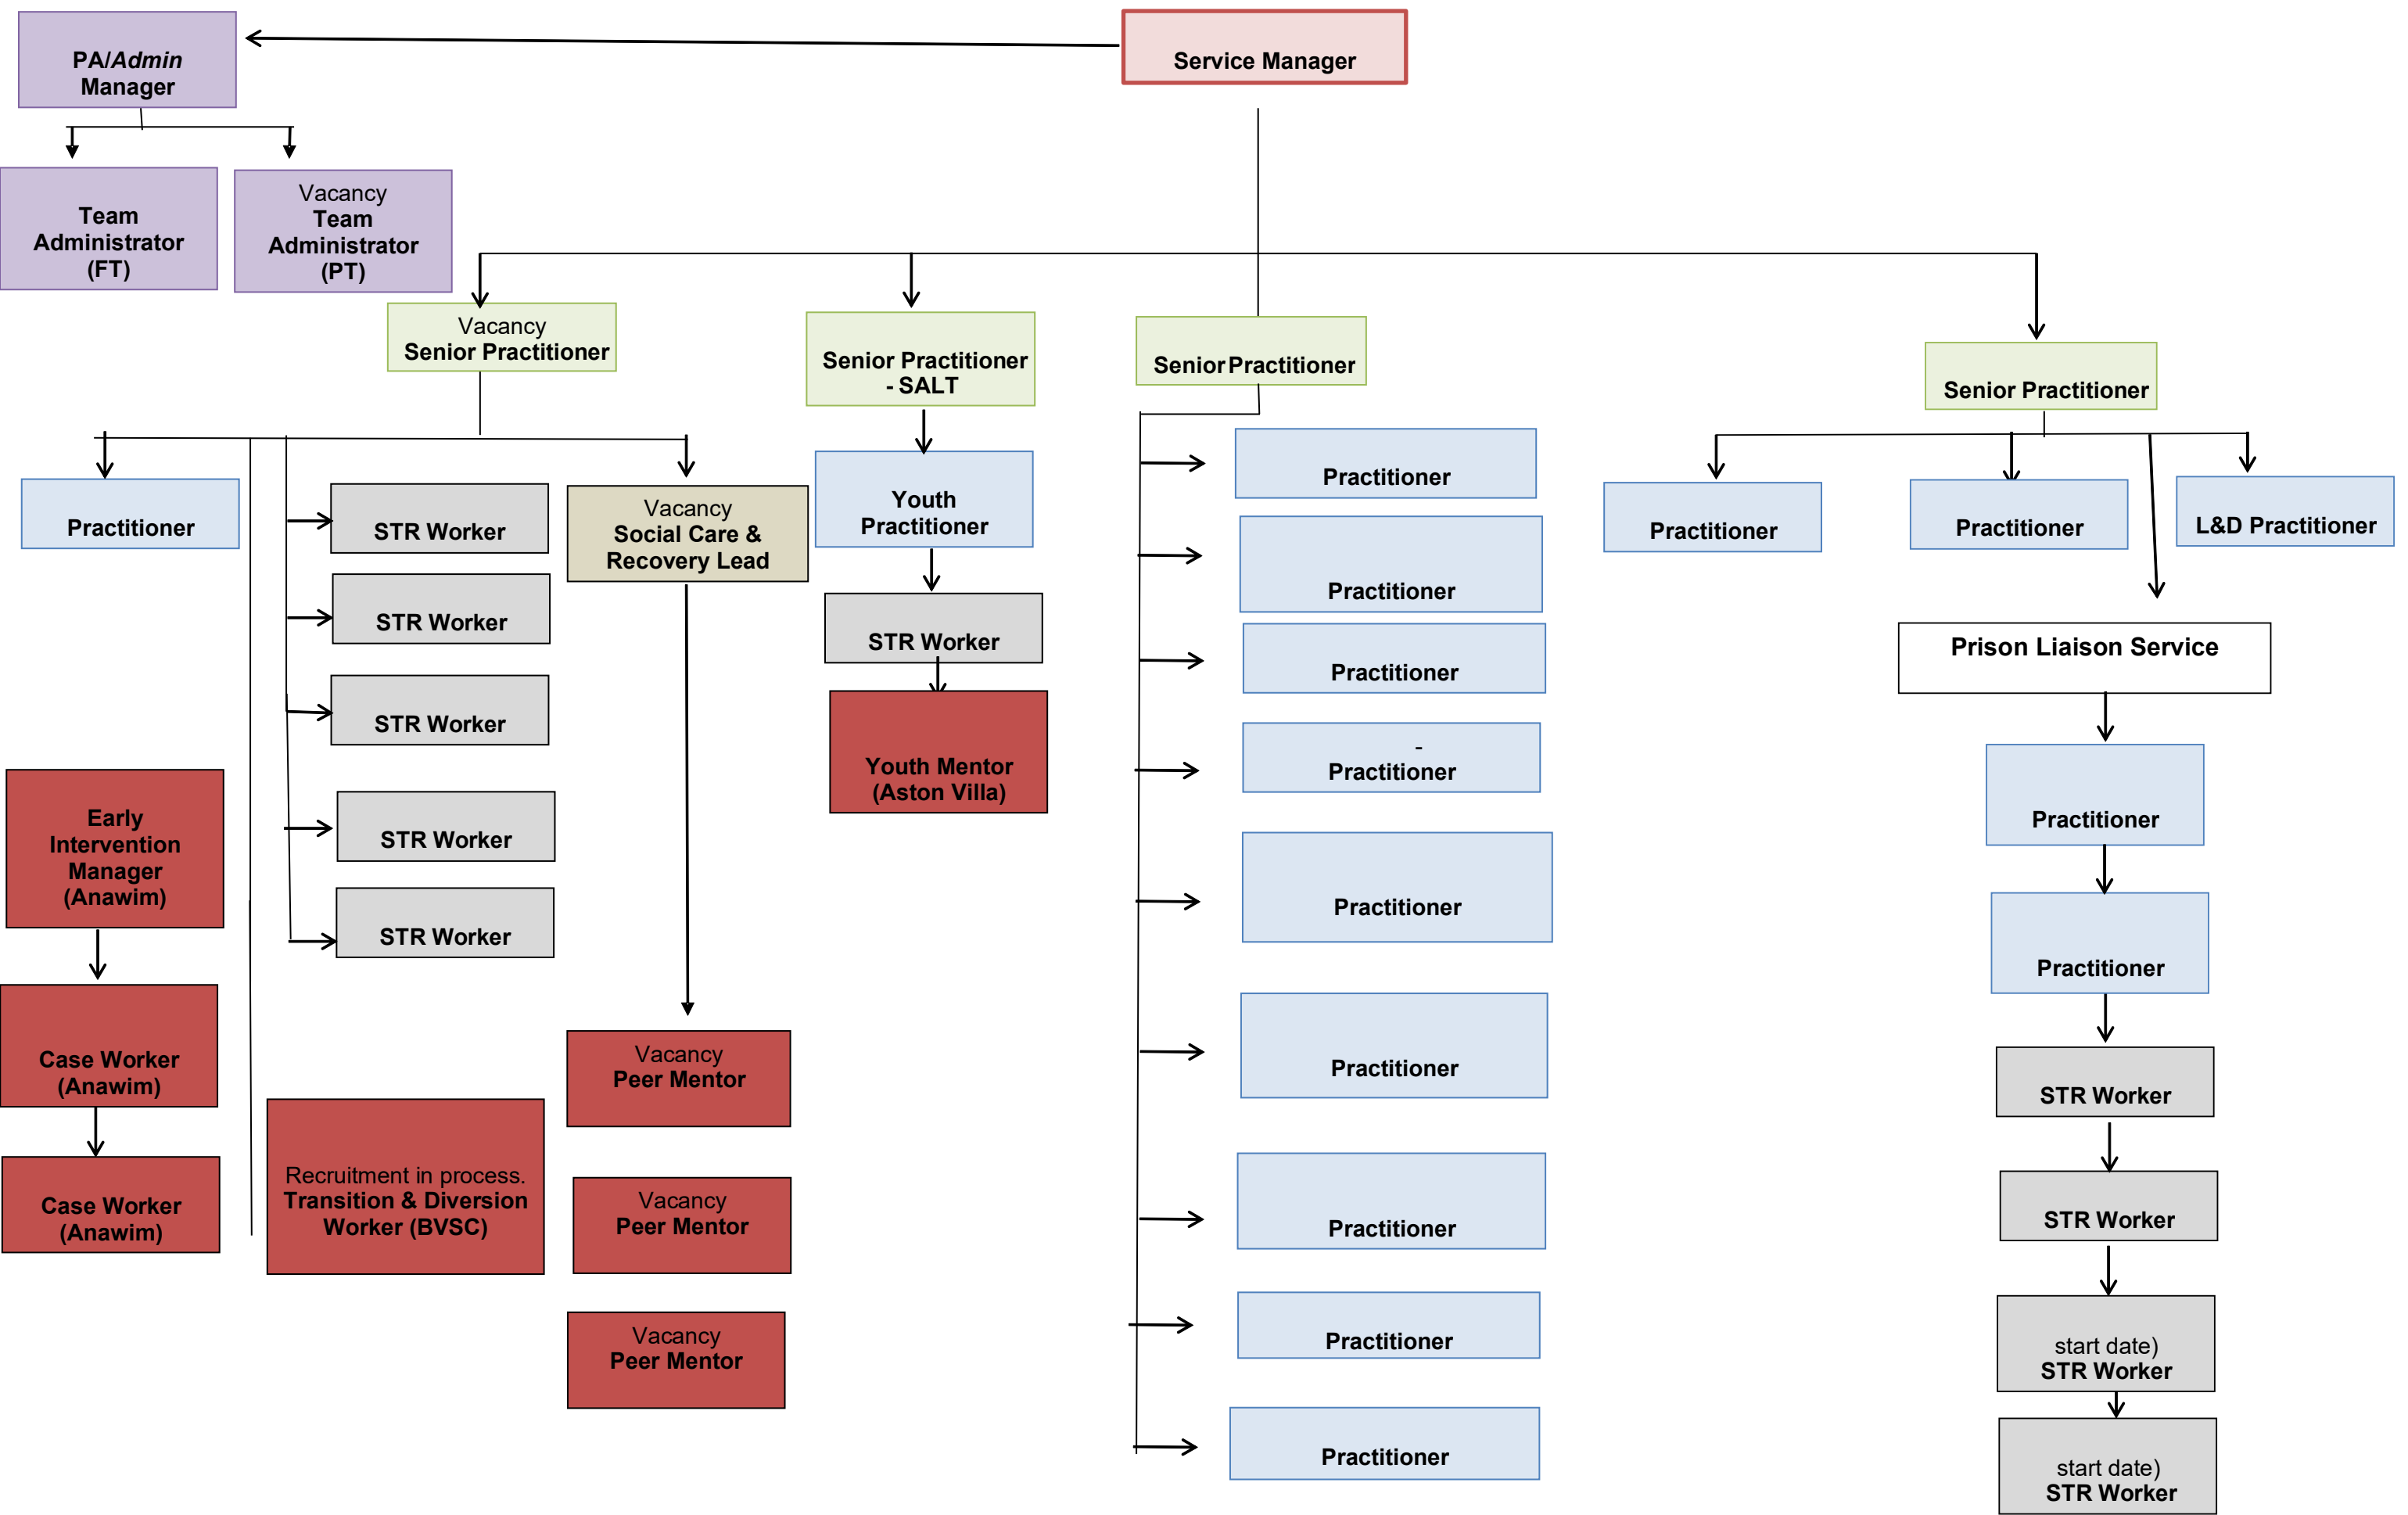 PA/Admin
Manager
Service Manager
Team
Administrator
(FT)
Vacancy
Team
Administrator
(PT)
Vacancy
Senior Practitioner
Senior Practitioner
- SALT
Senior Practitioner
Senior Practitioner
Practitioner
STR Worker
STR Worker
STR Worker
STR Worker
STR Worker
Vacancy
Social Care &
Recovery Lead
Youth
Practitioner
STR Worker
Youth Mentor
(Aston Villa)
Early
Intervention
Manager
(Anawim)
Case Worker
(Anawim)
Case Worker
(Anawim)
Recruitment in process.
Transition & Diversion
Worker (BVSC)
Vacancy
Peer Mentor
Vacancy
Peer Mentor
Vacancy
Peer Mentor
Practitioner
Practitioner
Practitioner
-
Practitioner
Practitioner
Practitioner
Practitioner
Practitioner
Practitioner
Practitioner
Practitioner
L&D Practitioner
Prison Liaison Service
Practitioner
Practitioner
STR Worker
STR Worker
start date)
STR Worker
start date)
STR Worker